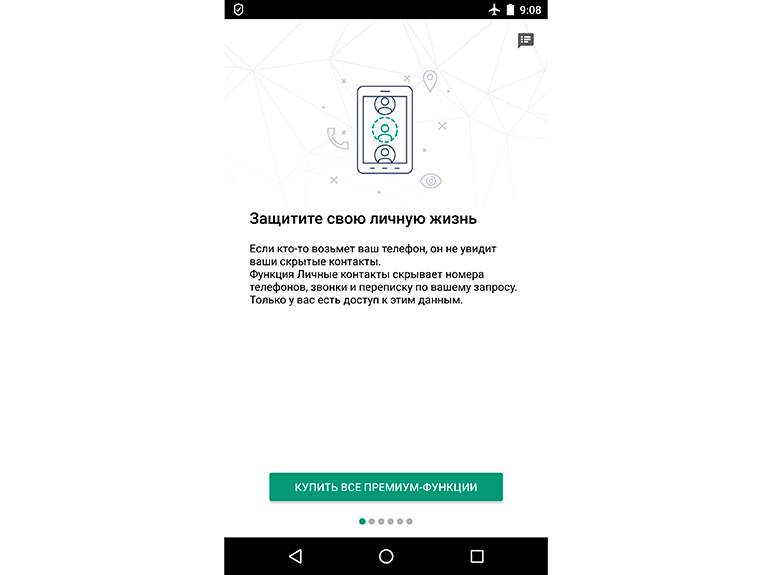 9:08
Защитите свою личную жизнь
Если кто-то возьмет ваш телефон, он не увидит
ваши скрытые контакты.
Функция Личные контакты скрывает номера
телефонов, звонки и переписку по вашему запросу.
Только у вас есть доступ к этим данным.
КУПИТЬ ВСЕ ПРЕМИУМ-ФУНКЦИИ